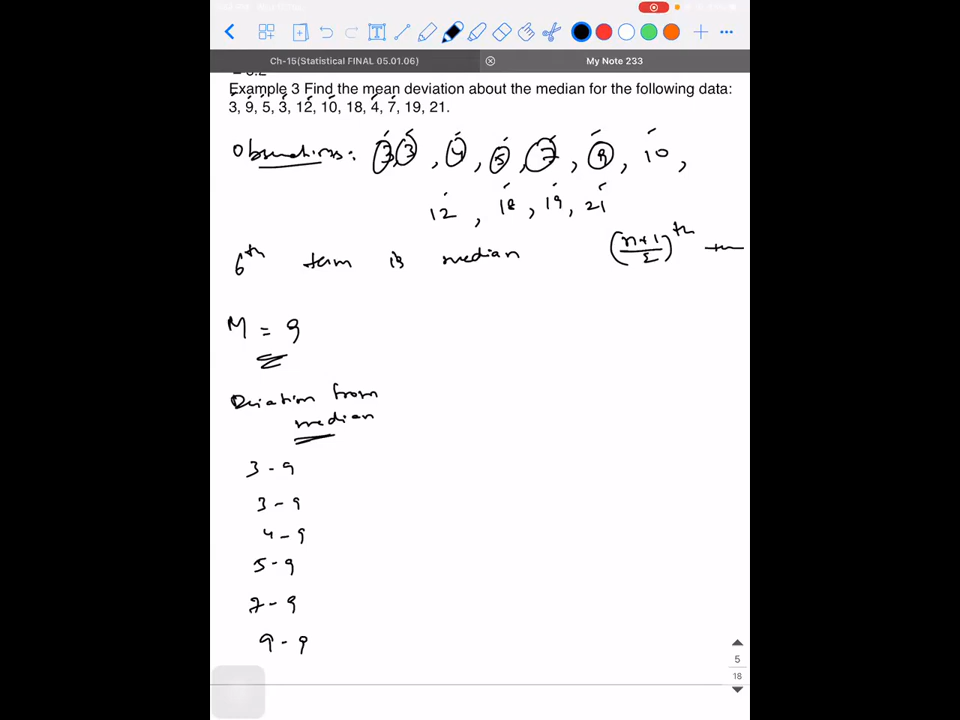 Ch-15(Statistical FINAL 05.01.06)
My Note 233
Example 3 Find the mean deviation about the median for the following data:
3, 9, 5, 3, 12, 10, 18, 4, 7, 19, 21.
Observations: 3, 3, 4, 5, 7, 9, 10,
12, 18, 19, 21
6th term is median (n+1/2)th
M = 9
Deviation from
median
3 - 9
3 - 9
4 - 9
5 - 9
7 - 9
9 - 9
5
18